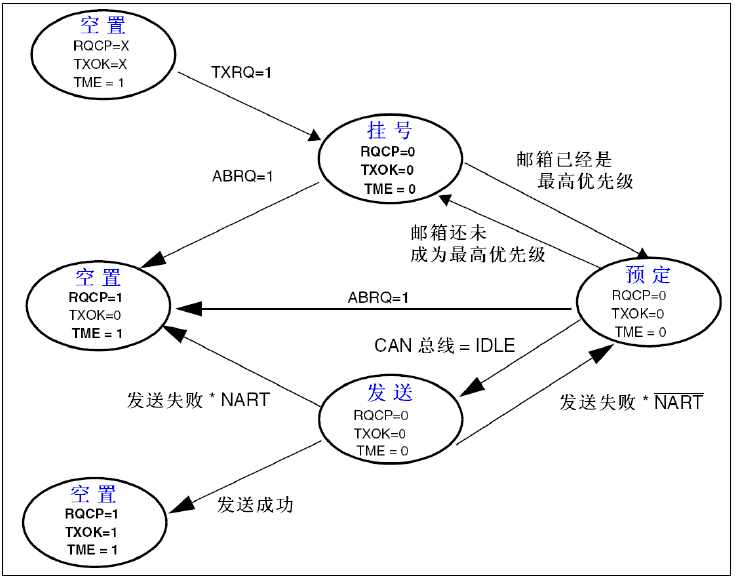 空置
RQCP=X
TXOK=X
TME = 1
TXRQ=1
挂号
RQCP=0
TXOK=0
TME = 0
邮箱已经是
最高优先级
ABRQ=1
邮箱还未
成为最高优先级
空置
RQCP=1
TXOK=0
TME = 1
ABRQ=1
预定
RQCP=0
TXOK=0
TME = 0
CAN 总线 = IDLE
发送失败 * NART
发送
RQCP=0
TXOK=0
TME = 0
发送失败 * N̅A̅R̅T̅
空置
RQCP=1
TXOK=1
TME = 1
发送成功